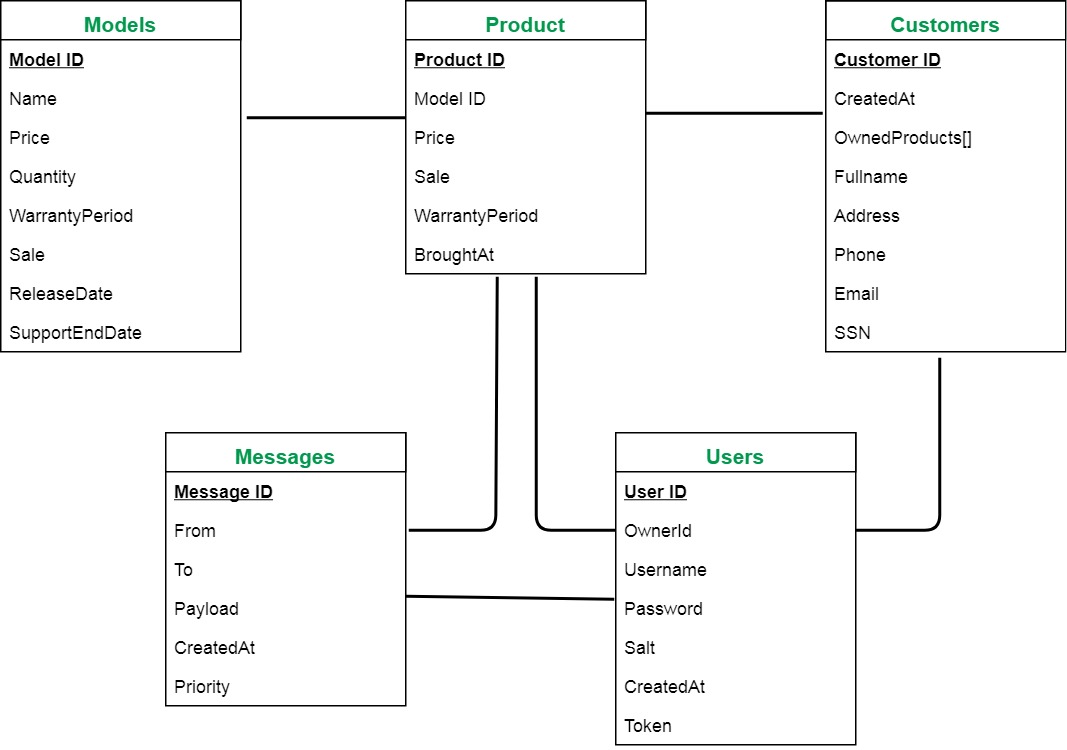 Models
Model ID
Name
Price
Quantity
WarrantyPeriod
Sale
ReleaseDate
SupportEndDate
Product
Product ID
Model ID
Price
Sale
WarrantyPeriod
BroughtAt
Customers
Customer ID
CreatedAt
OwnedProducts[]
Fullname
Address
Phone
Email
SSN
Messages
Message ID
From
To
Payload
CreatedAt
Priority
Users
User ID
OwnerId
Username
Password
Salt
CreatedAt
Token